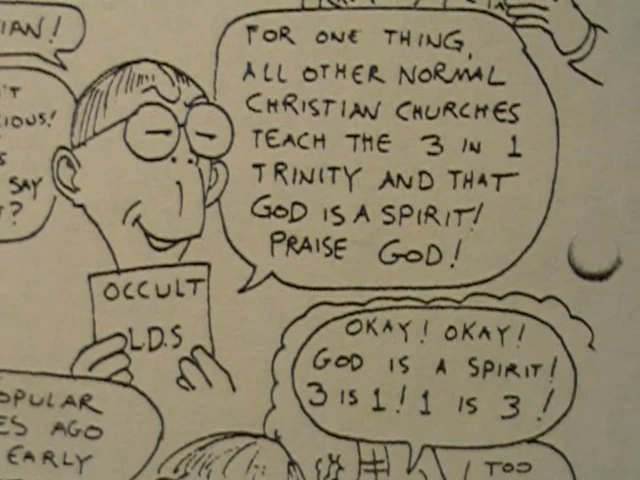 IAN!
'T
IOUS!
S
SAY
T?
FOR ONE THING,
ALL OTHER NORMAL
CHRISTIAN CHURCHES
TEACH THE 3 IN 1
TRINITY AND THAT
GOD IS A SPIRIT!
PRAISE GOD!
OCCULT
L.D.S
OKAY! OKAY!
GOD IS A SPIRIT!
3 IS 1! 1 IS 3!
OPULAR
ES AGO
EARLY
I TOO